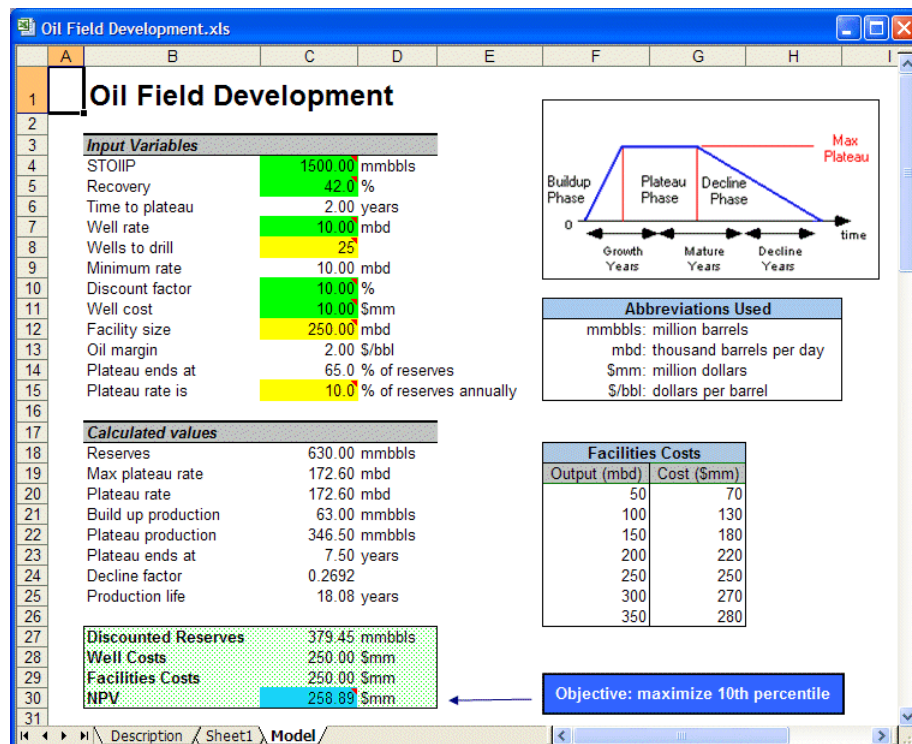 Oil Field Development.xls
A B C D E F G H I
1 Oil Field Development
2
3 Input Variables
4 STOIIP 1500.00 mmbbls
5 Recovery 42.0 %
6 Time to plateau 2.00 years
7 Well rate 10.00 mbd
8 Wells to drill 25
9 Minimum rate 10.00 mbd
10 Discount factor 10.00 %
11 Well cost 10.00 $mm
12 Facility size 250.00 mbd
13 Oil margin 2.00 $/bbl
14 Plateau ends at 65.0 % of reserves
15 Plateau rate is 10.0 % of reserves annually
16
17 Calculated values
18 Reserves 630.00 mmbbls
19 Max plateau rate 172.60 mbd
20 Plateau rate 172.60 mbd
21 Build up production 63.00 mmbbls
22 Plateau production 346.50 mmbbls
23 Plateau ends at 7.50 years
24 Decline factor 0.2692
25 Production life 18.08 years
26
27 Discounted Reserves 379.45 mmbbls
28 Well Costs 250.00 $mm
29 Facilities Costs 250.00 $mm
30 NPV 258.89 $mm
31
Max
Plateau
Buildup
Phase
Plateau
Phase
Decline
Phase
0
time
Growth
Years
Mature
Years
Decline
Years
Abbreviations Used
mmbbls: million barrels
mbd: thousand barrels per day
$mm: million dollars
$/bbl: dollars per barrel
Facilities Costs
Output (mbd) Cost ($mm)
50 70
100 130
150 180
200 220
250 250
300 270
350 280
Objective: maximize 10th percentile
Description Sheet1 Model